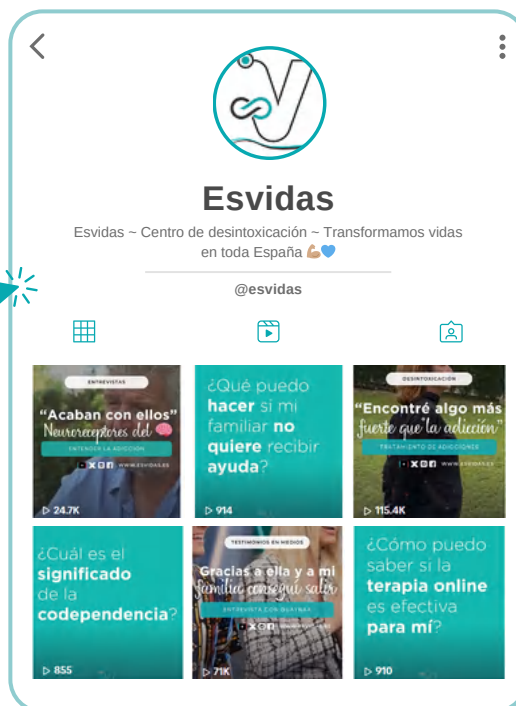 Esvidas
Esvidas ~ Centro de desintoxicación ~ Transformamos vidas
en toda España 💪🏼💙
@esvidas
ENTREVISTAS
"Acaban con ellos"
Neuroreceptores del 🧠
ENTENDER LA ADICCIÓN
WWW.ESVIDAS.ES
24.7K
¿Qué puedo
hacer si mi
familiar no
quiere recibir
ayuda?
914
DESINTOXICACIÓN
"Encontré algo más
fuerte que la adicción"
TRATAMIENTO DE ADICCIONES
WWW.ESVIDAS.ES
115.4K
¿Cuál es el
significado
de la
codependencia?
855
TESTIMONIOS EN MEDIOS
Gracias a ella y a mi
familia conseguí salir
71K
¿Cómo puedo
saber si la
terapia online
es efectiva
para mí?
910